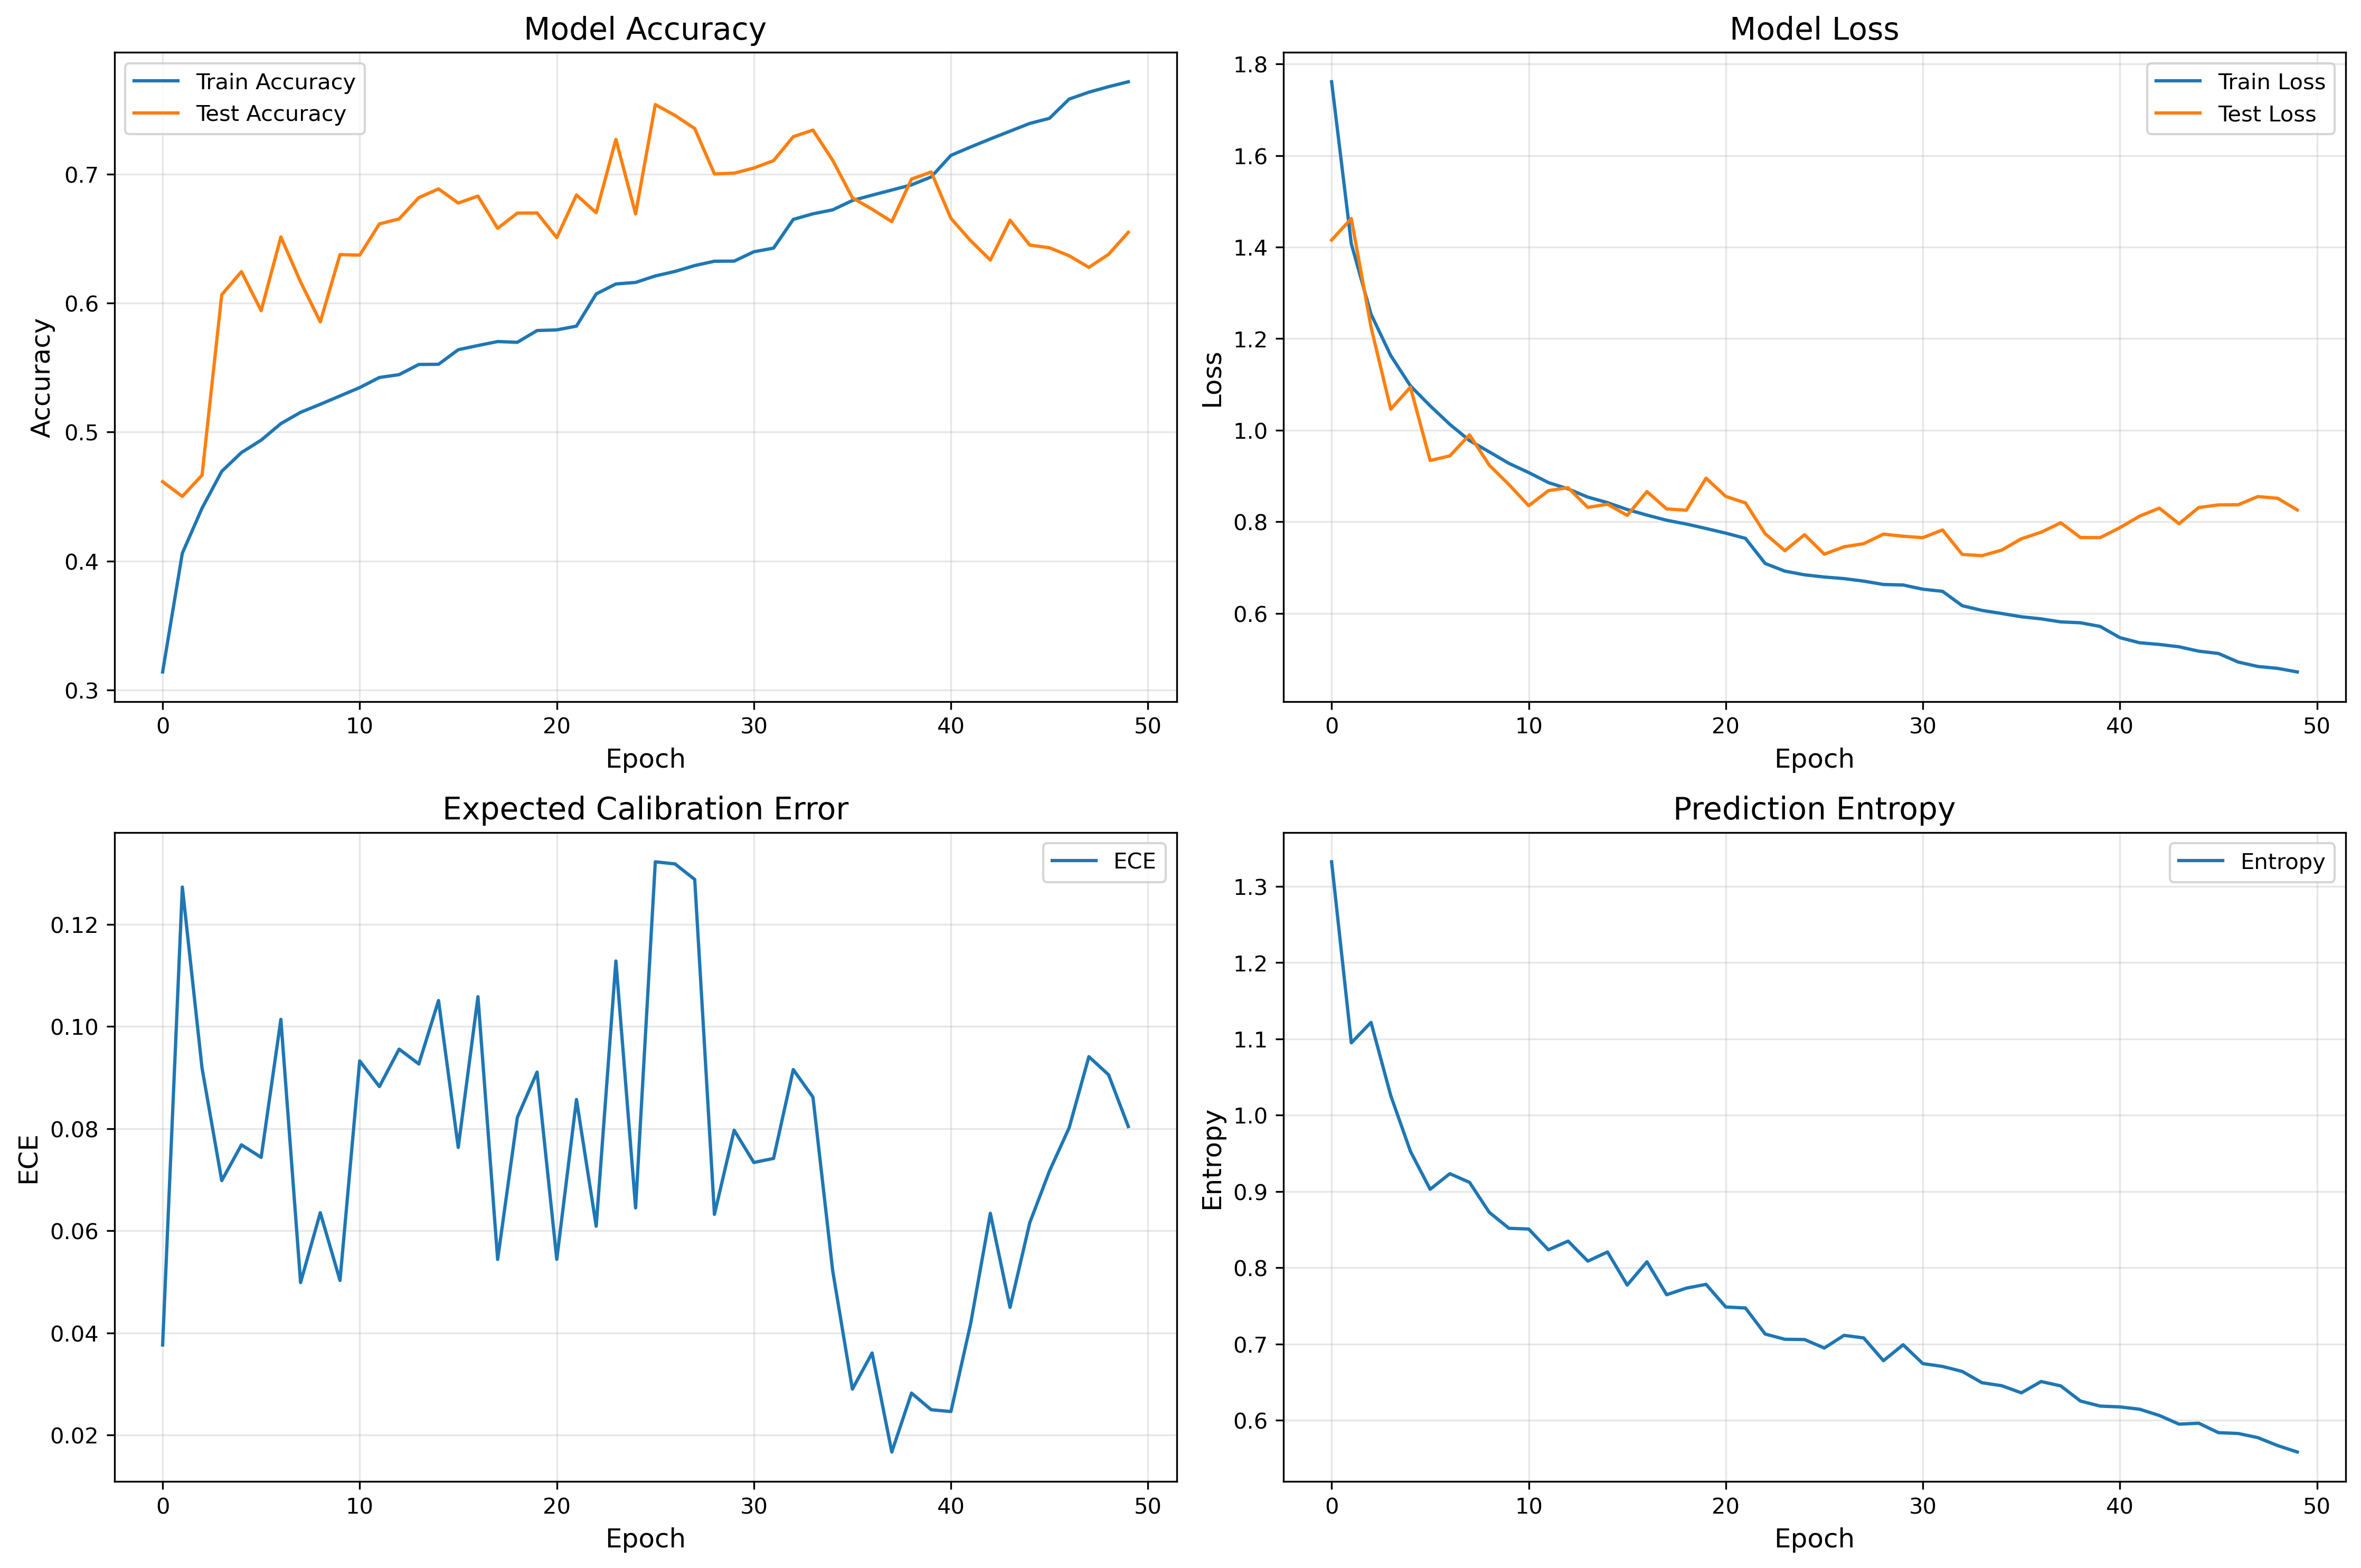 Model Accuracy
Train Accuracy
Test Accuracy
Accuracy
0.7
0.6
0.5
0.4
0.3
0 10 20 30 40 50
Epoch
Model Loss
Train Loss
Test Loss
Loss
1.8
1.6
1.4
1.2
1.0
0.8
0.6
0 10 20 30 40 50
Epoch
Expected Calibration Error
ECE
ECE
0.12
0.10
0.08
0.06
0.04
0.02
0 10 20 30 40 50
Epoch
Prediction Entropy
Entropy
Entropy
1.3
1.2
1.1
1.0
0.9
0.8
0.7
0.6
0 10 20 30 40 50
Epoch